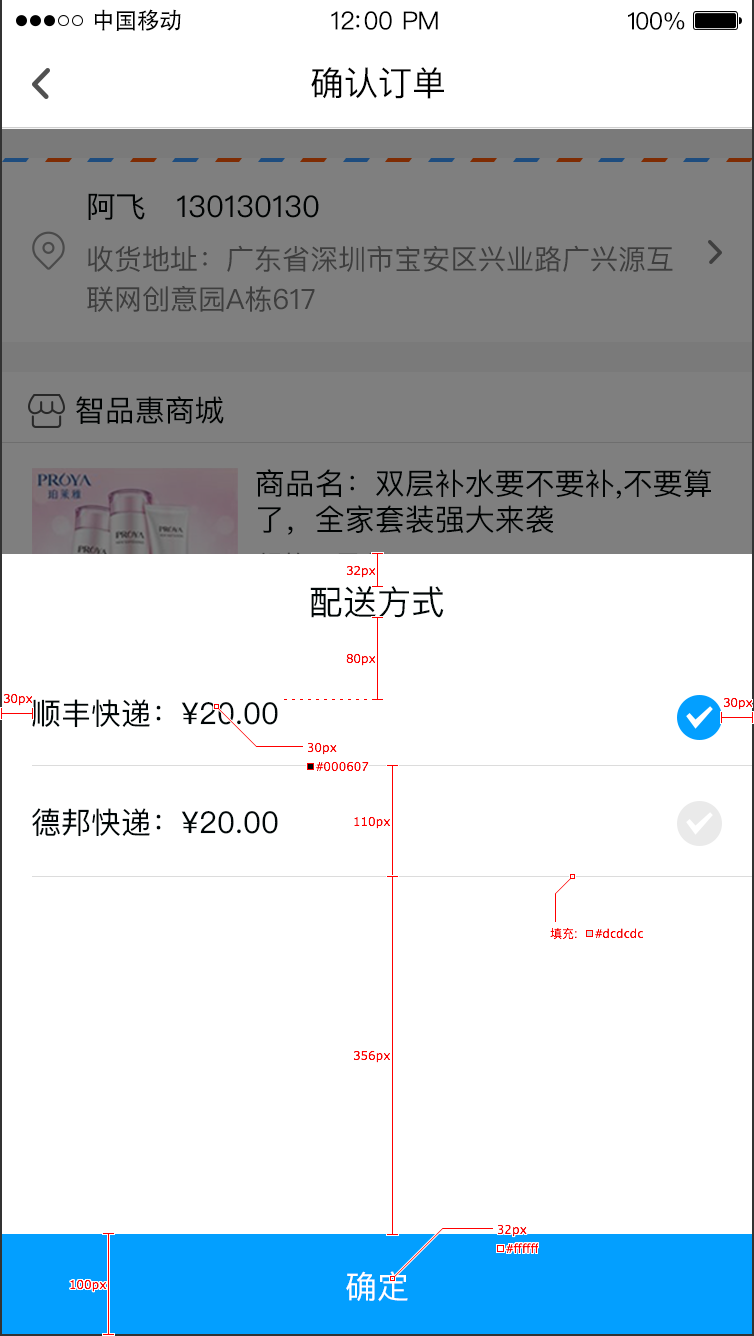 中国移动 12:00 PM 100%
确认订单
阿飞 130130130
收货地址：广东省深圳市宝安区兴业路广兴源互
联网创意园A栋617
智品惠商城
PRÓYA
珀莱雅
PROYA
PROYA
PROYA
商品名：双层补水要不要补,不要算
了，全家套装强大来袭
32px
配送方式
80px
30px
顺丰快递：¥20.00
30px
30px
#000607
德邦快递：¥20.00
110px
填充: #dcdcdc
356px
32px
#ffffff
100px
确定